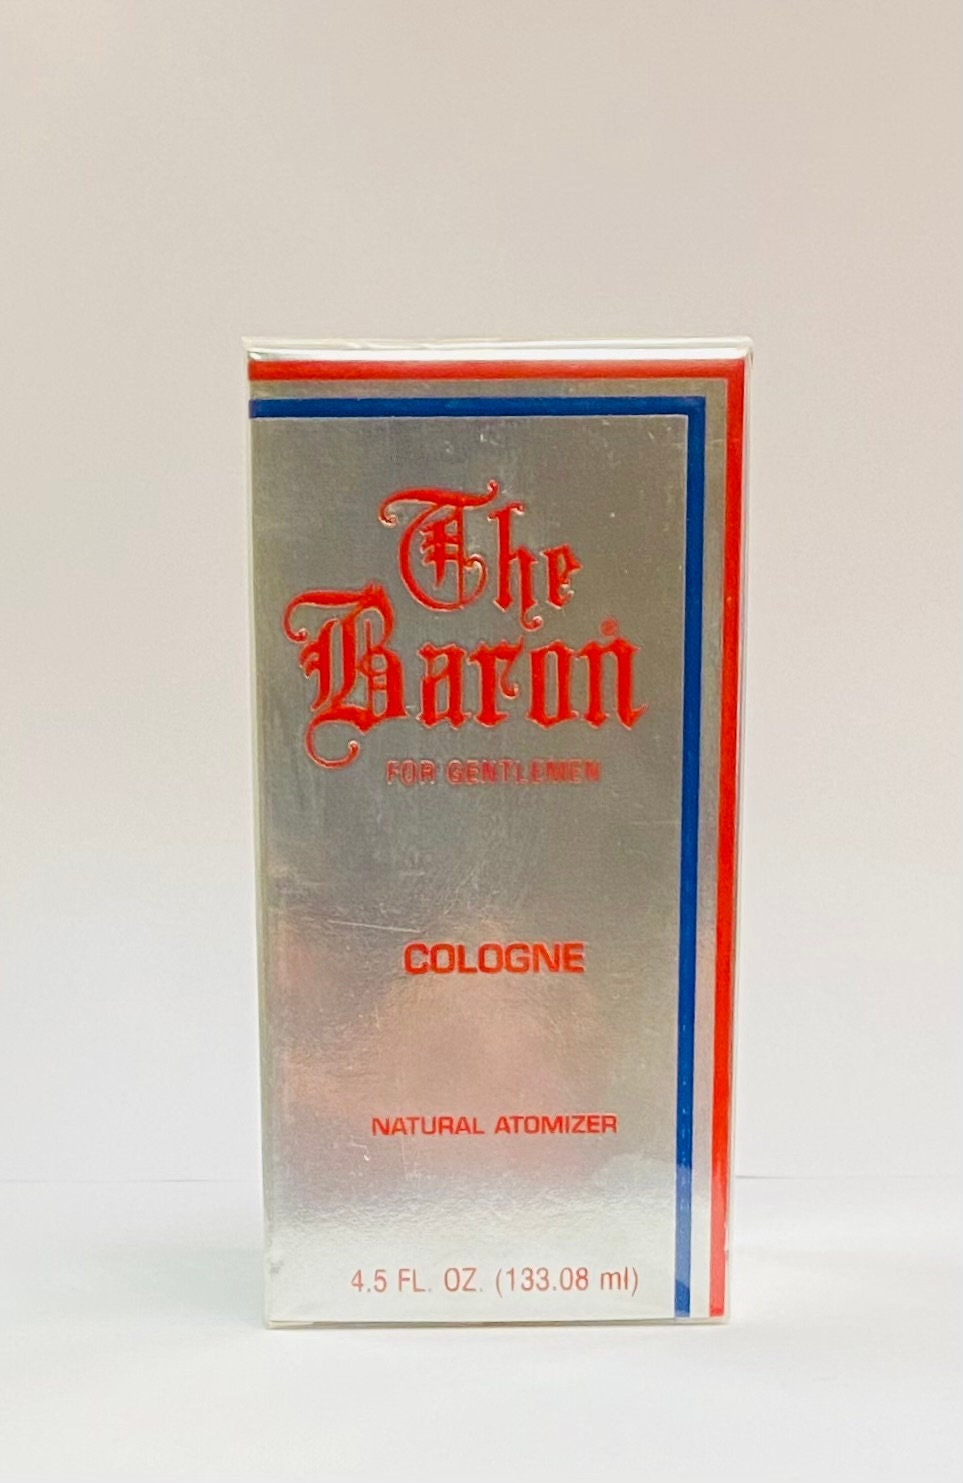 The
Baron®
FOR GENTLEMEN
COLOGNE
NATURAL ATOMIZER
4.5 FL. OZ. (133.08 ml)